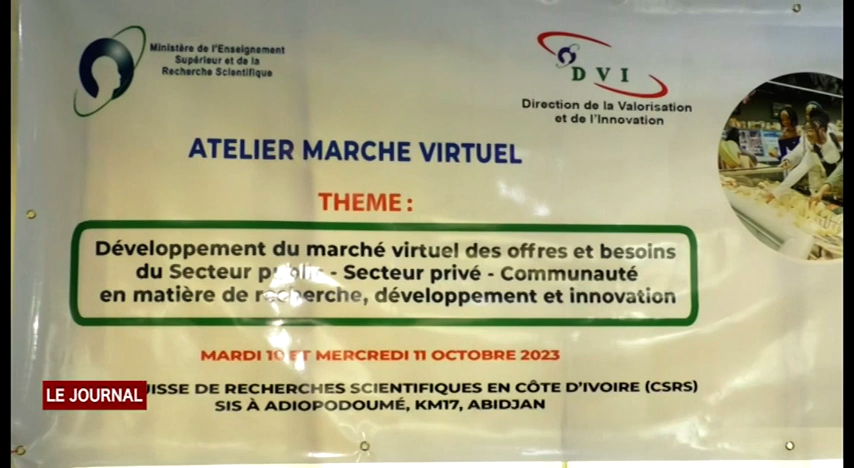 Ministère de l'Enseignement
Supérieur et de la
Recherche Scientifique
DVI
Direction de la Valorisation
et de l'Innovation
ATELIER MARCHE VIRTUEL
THEME :
Développement du marché virtuel des offres et besoins
du Secteur public - Secteur privé - Communauté
en matière de recherche, développement et innovation
MARDI 10 ET MERCREDI 11 OCTOBRE 2023
UISSE DE RECHERCHES SCIENTIFIQUES EN CÔTE D'IVOIRE (CSRS)
SIS À ADIOPODOUMÉ, KM17, ABIDJAN
LE JOURNAL